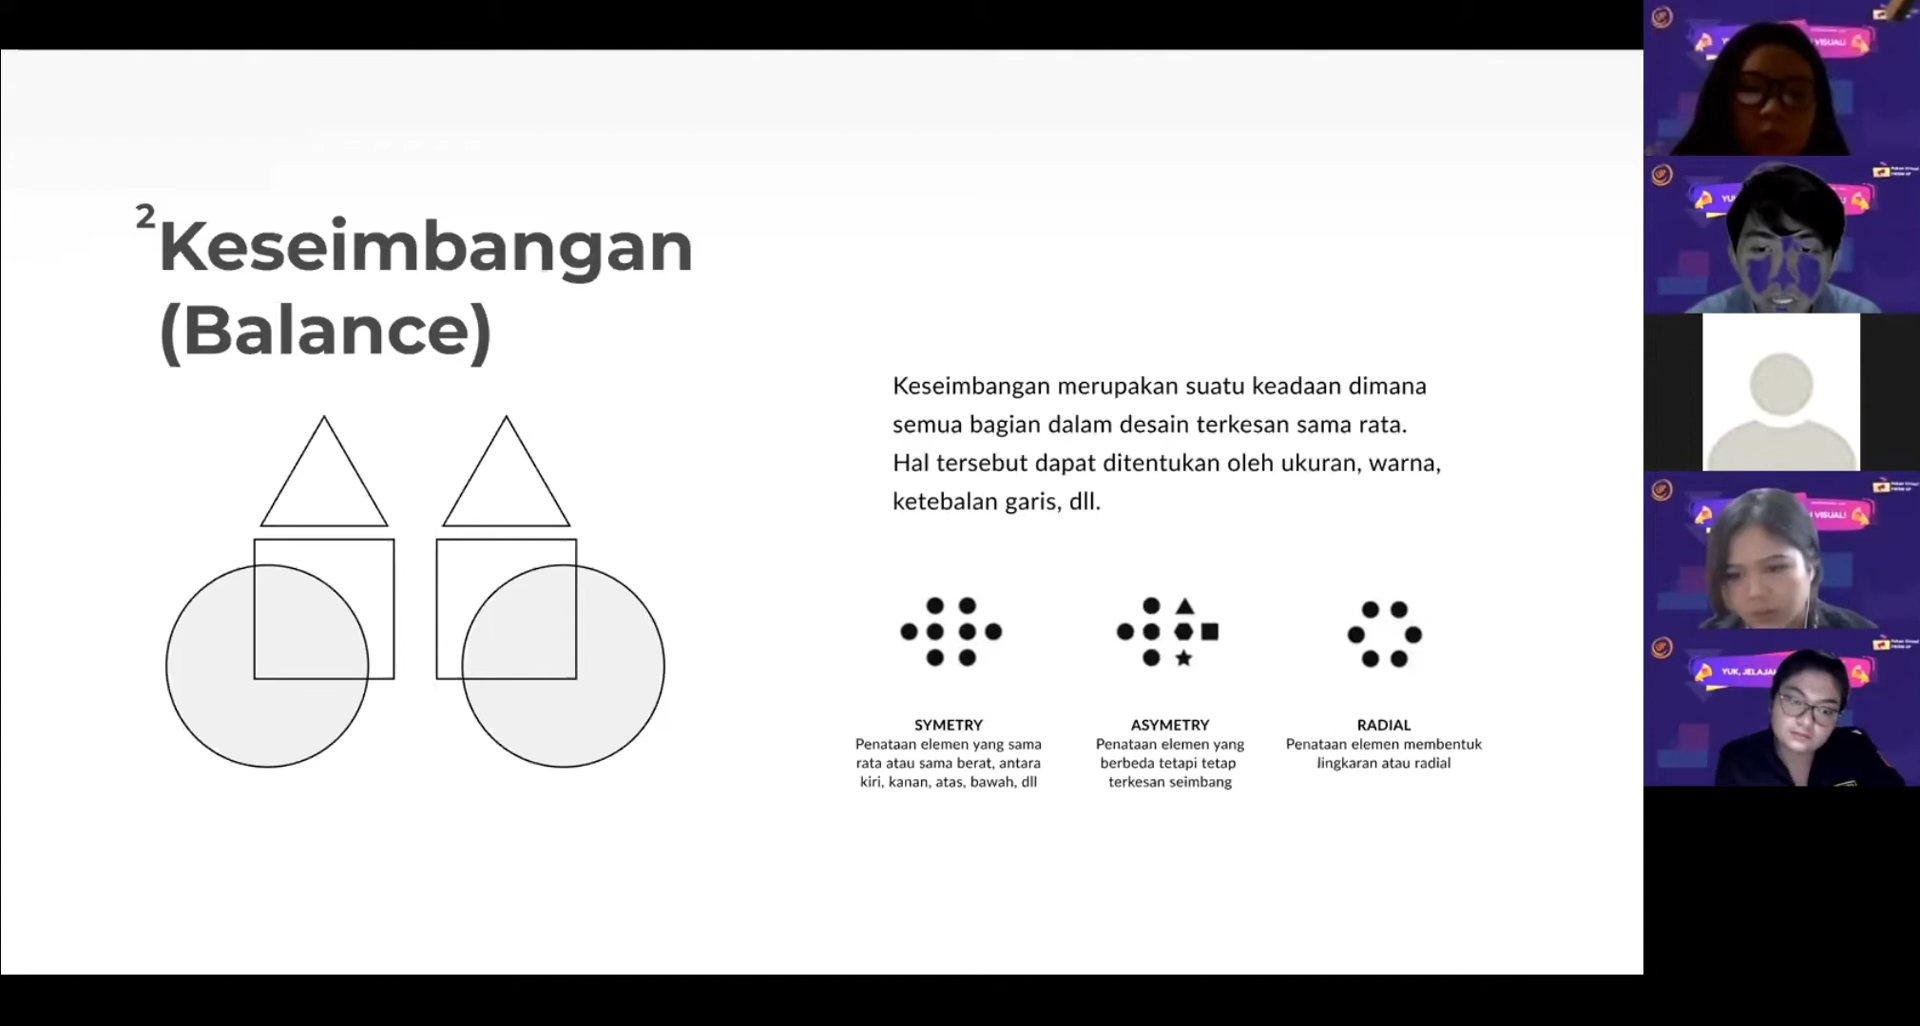 2
Keseimbangan
(Balance)
Keseimbangan merupakan suatu keadaan dimana
semua bagian dalam desain terkesan sama rata.
Hal tersebut dapat ditentukan oleh ukuran, warna,
ketebalan garis, dll.
SYMETRY
Penataan elemen yang sama
rata atau sama berat, antara
kiri, kanan, atas, bawah, dll
ASYMETRY
Penataan elemen yang
berbeda tetapi tetap
terkesan seimbang
RADIAL
Penataan elemen membentuk
lingkaran atau radial
VISUAL!
VISUAL!
YUK, JELAJAH